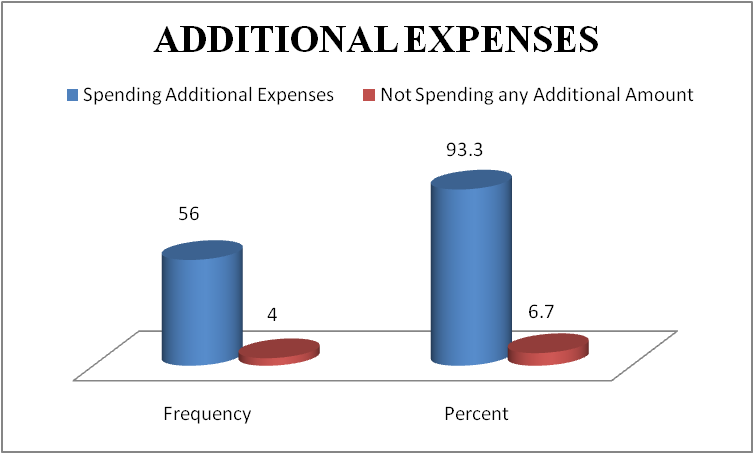 ADDITIONAL EXPENSES
Spending Additional Expenses Not Spending any Additional Amount
93.3
56
4
6.7
Frequency Percent